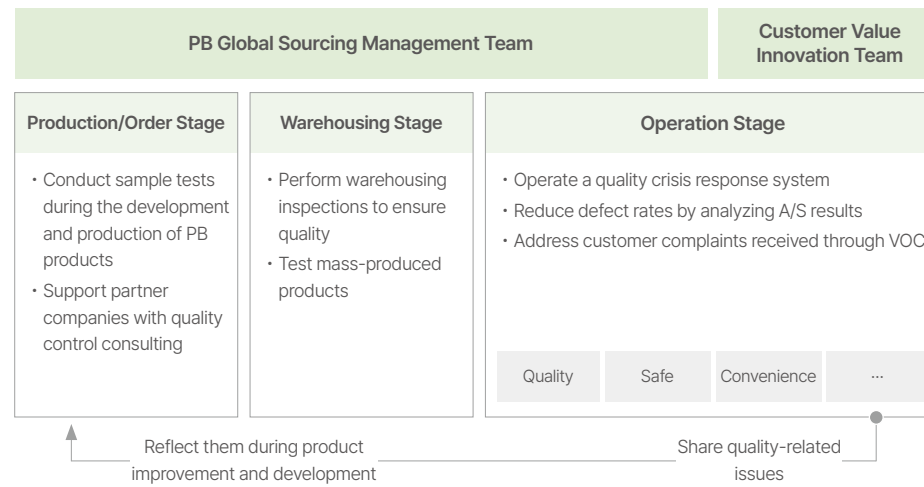 PB Global Sourcing Management Team
Customer Value
Innovation Team
Production/Order Stage
• Conduct sample tests
during the development
and production of PB
products
• Support partner
companies with quality
control consulting
Warehousing Stage
• Perform warehousing
inspections to ensure
quality
• Test mass-produced
products
Operation Stage
• Operate a quality crisis response system
• Reduce defect rates by analyzing A/S results
• Address customer complaints received through VOC
Quality
Safe
Convenience
...
Reflect them during product
improvement and development
Share quality-related
issues